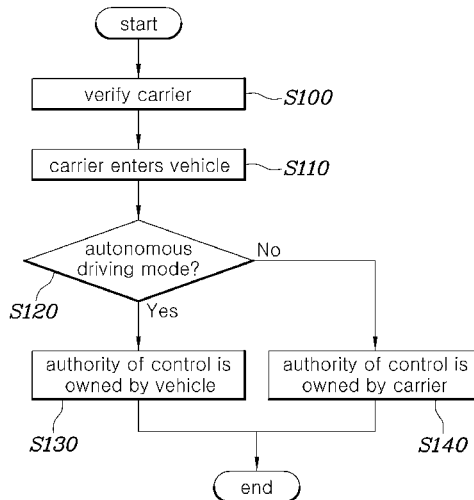 start
verify carrier
S100
carrier enters vehicle
S110
autonomous
driving mode?
No
S120
Yes
authority of control is
owned by vehicle
authority of control is
owned by carrier
S130
S140
end